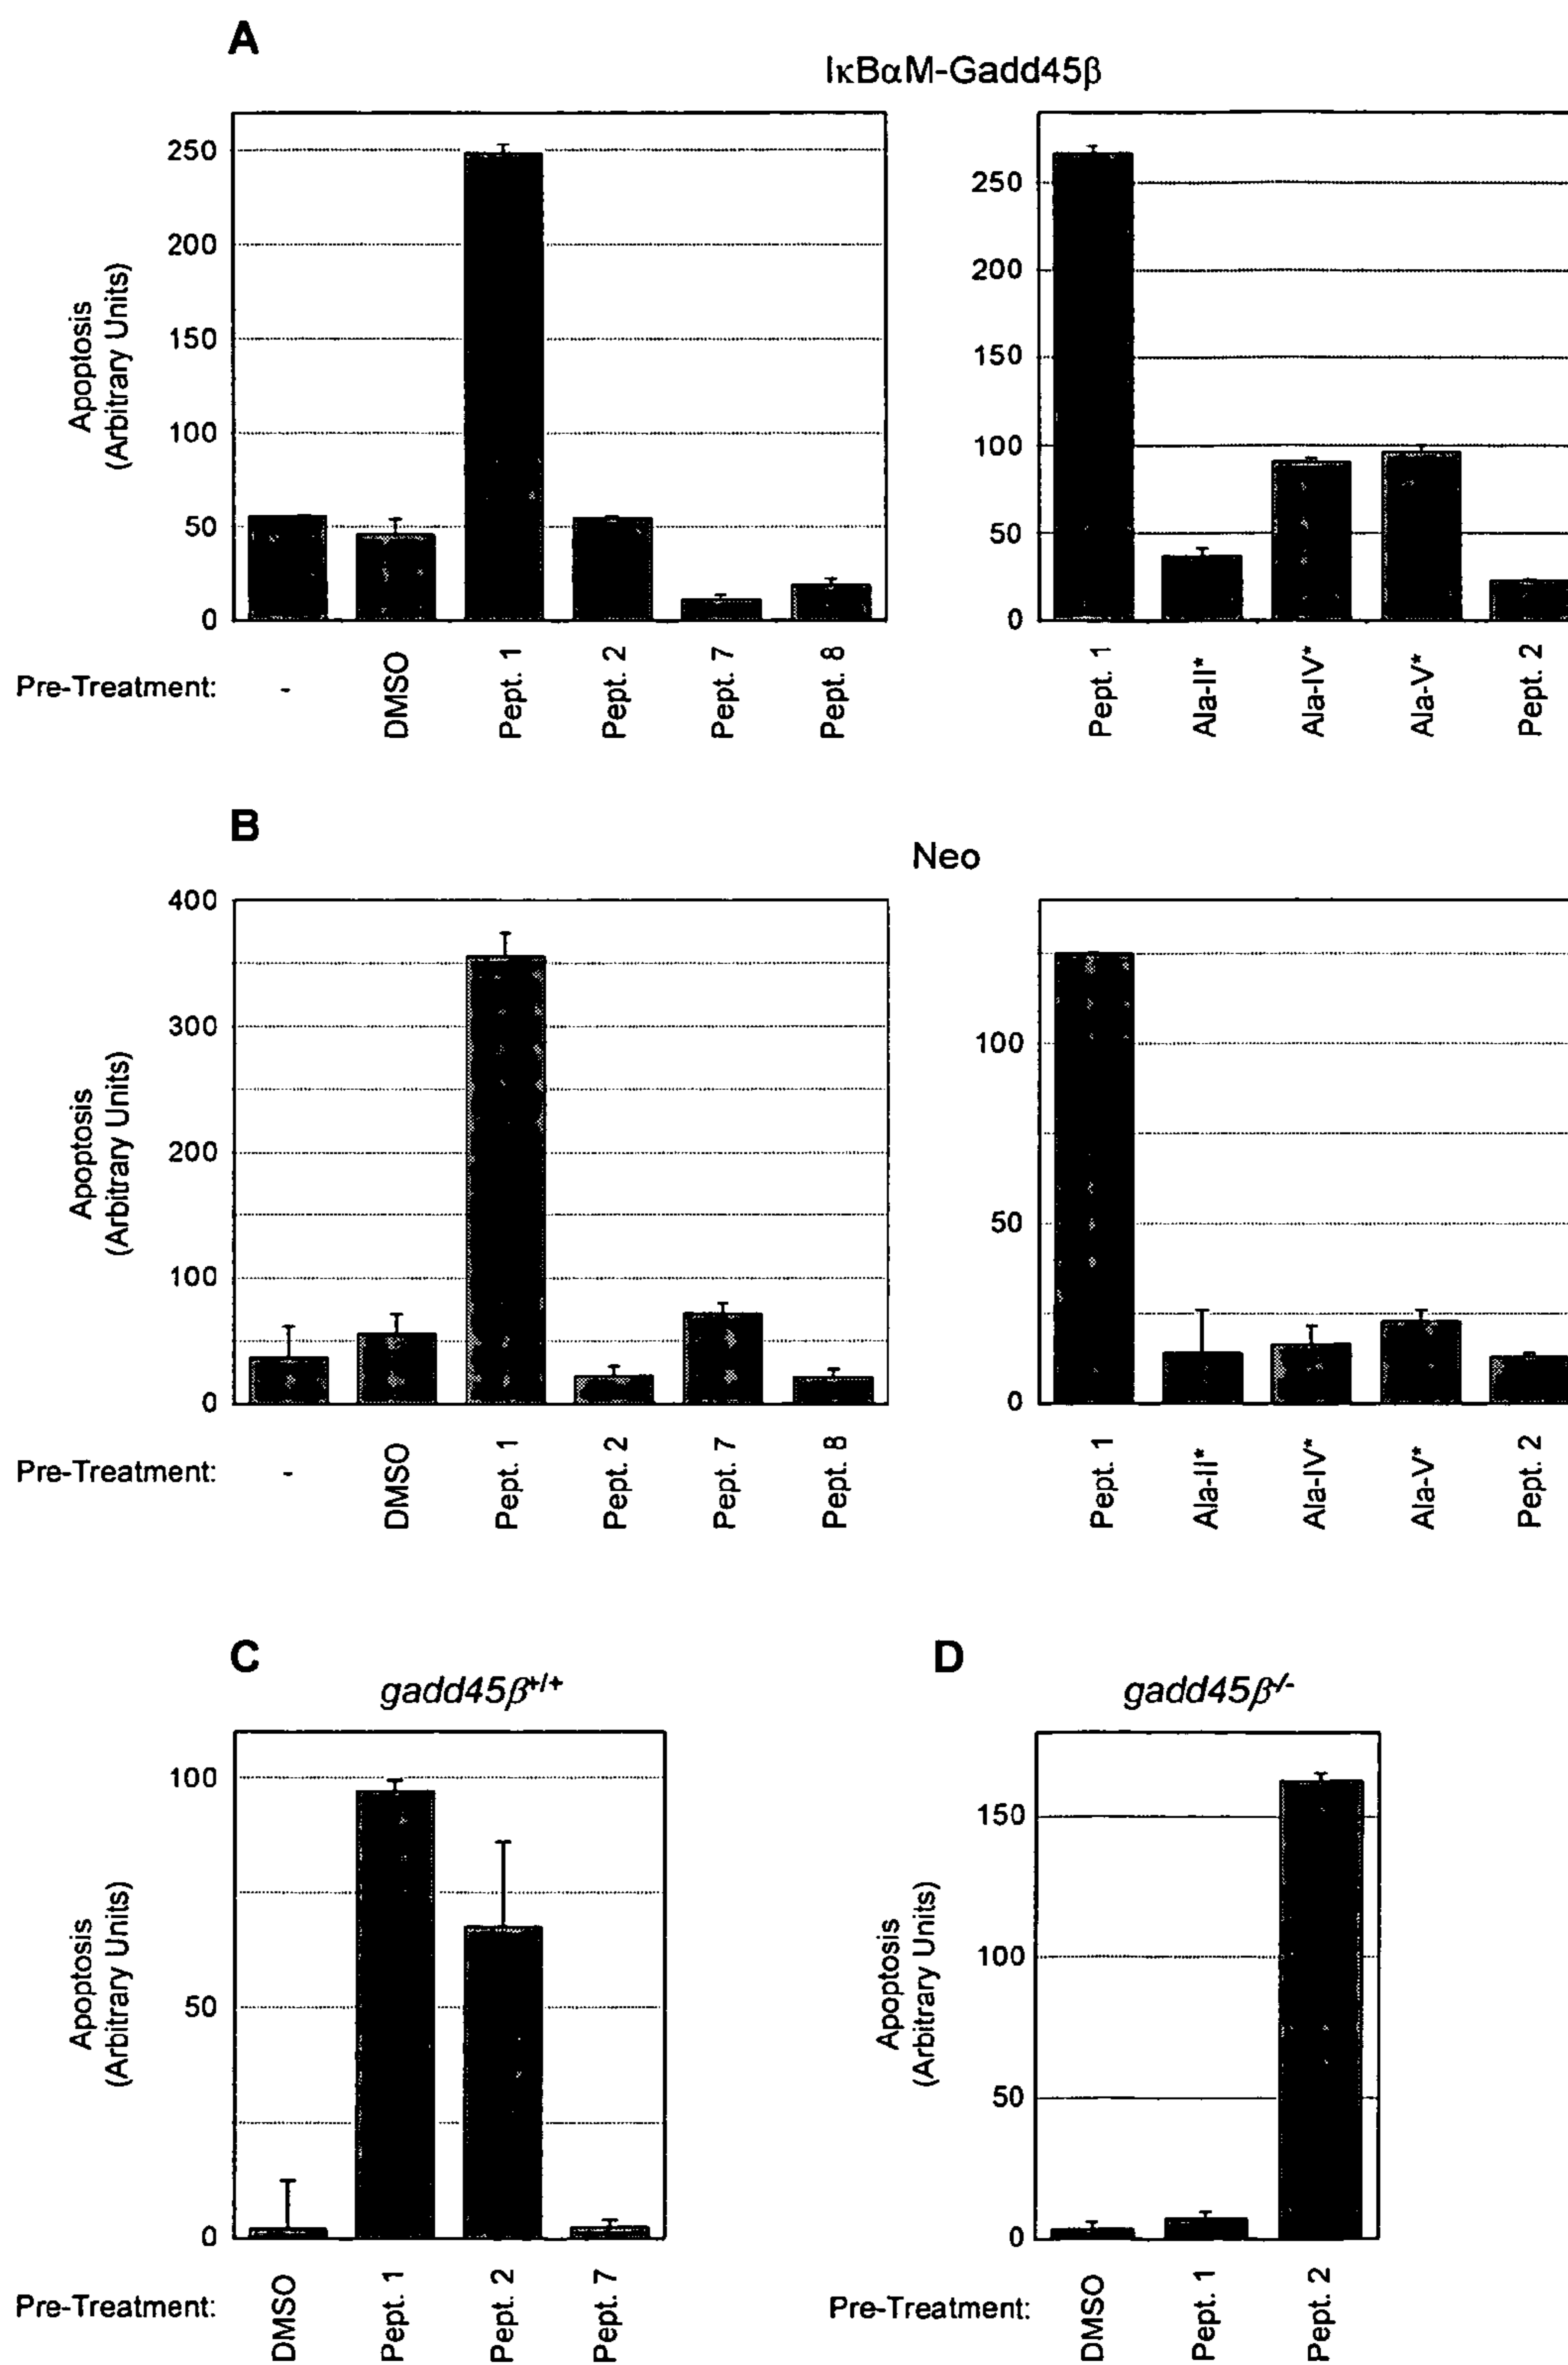 A
IκBαM-Gadd45β
Apoptosis
(Arbitrary Units)
250
200
150
100
50
0
250
200
150
100
50
0
Pre-Treatment:
-
DMSO
Pept. 1
Pept. 2
Pept. 7
Pept. 8
Pept. 1
Ala-II*
Ala-IV*
Ala-V*
Pept. 2
B
Neo
Apoptosis
(Arbitrary Units)
400
300
200
100
0
100
50
0
Pre-Treatment:
-
DMSO
Pept. 1
Pept. 2
Pept. 7
Pept. 8
Pept. 1
Ala-II*
Ala-IV*
Ala-V*
Pept. 2
C
gadd45β+/+
Apoptosis
(Arbitrary Units)
100
50
0
Pre-Treatment:
DMSO
Pept. 1
Pept. 2
Pept. 7
D
gadd45β-/-
Apoptosis
(Arbitrary Units)
150
100
50
0
Pre-Treatment:
DMSO
Pept. 1
Pept. 2